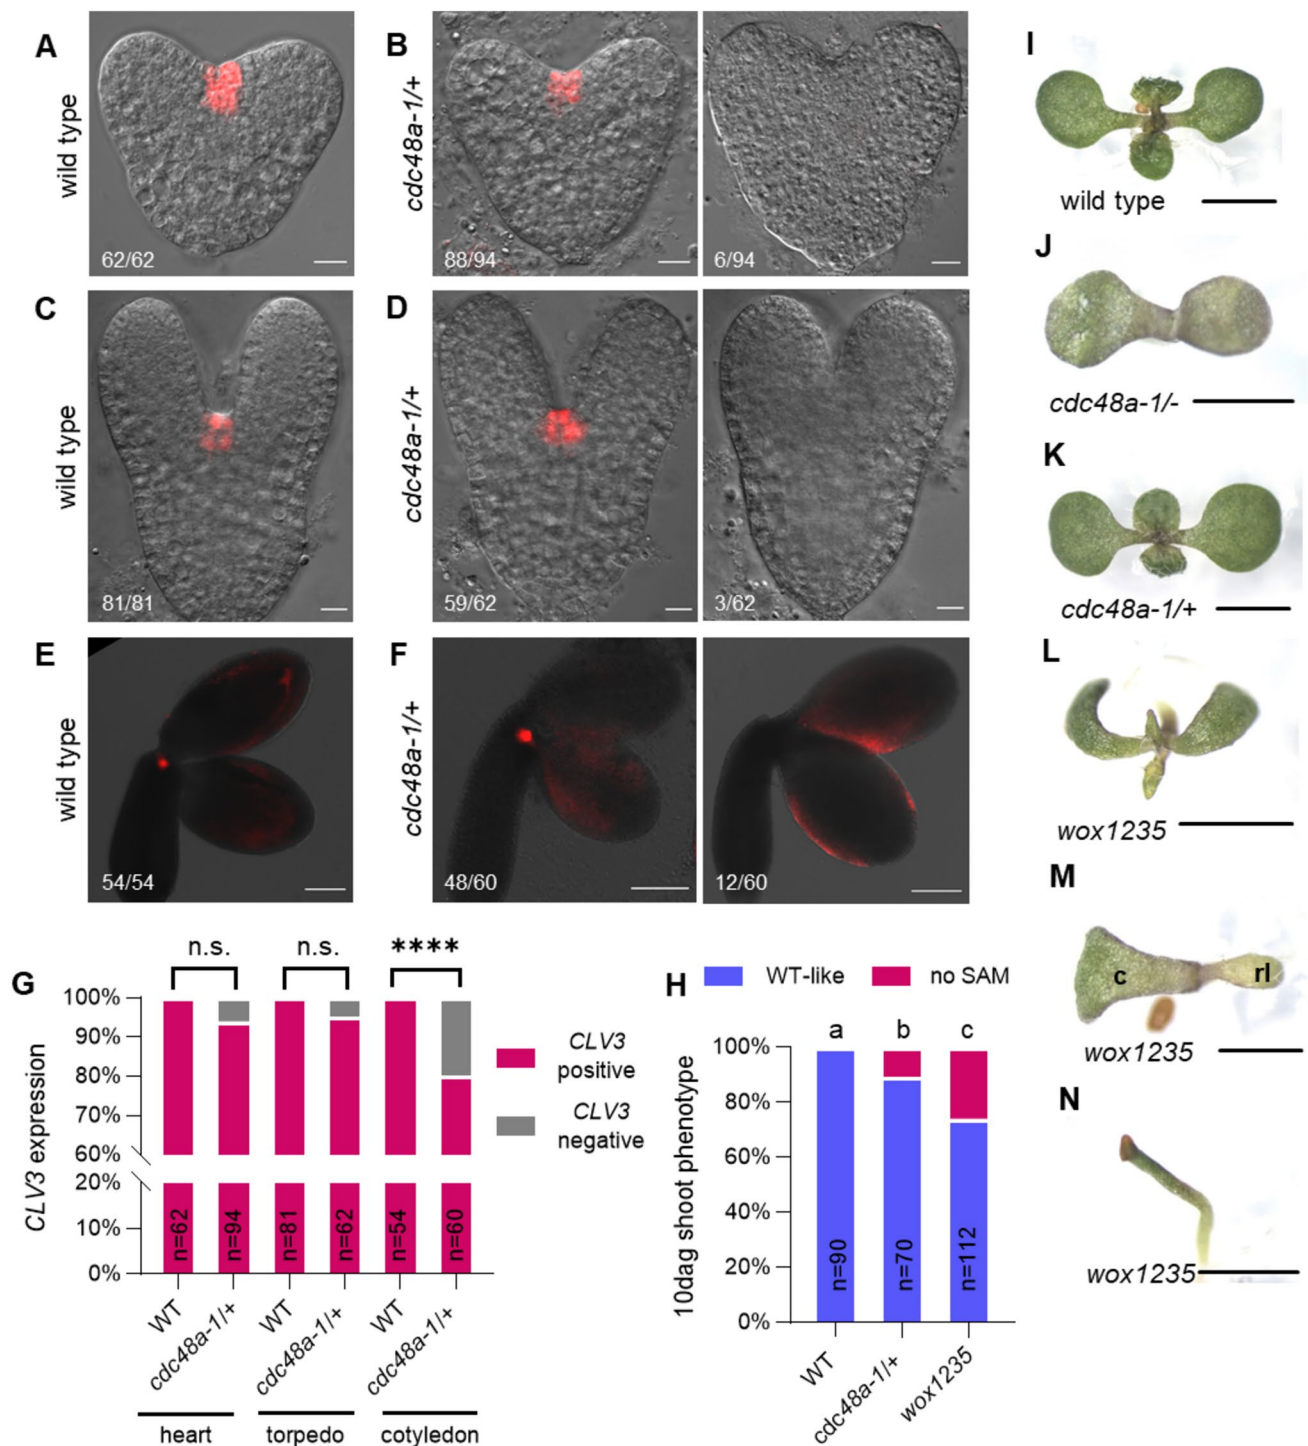 A
wild type
62/62
B
cdc48a-1/+
88/94
6/94
C
wild type
81/81
D
cdc48a-1/+
59/62
3/62
E
wild type
54/54
F
cdc48a-1/+
48/60
12/60
G
n.s.
n.s.
****
CLV3 expression
100%
90%
80%
70%
60%
20%
10%
0%
n=62
n=94
n=81
n=62
n=54
n=60
WT
cdc48a-1/+
WT
cdc48a-1/+
WT
cdc48a-1/+
heart
torpedo
cotyledon
CLV3
positive
CLV3
negative
H
WT-like
no SAM
a
b
c
10dag shoot phenotype
100%
80%
60%
40%
20%
0%
n=90
n=70
n=112
WT
cdc48a-1/+
wox1235
I
wild type
J
cdc48a-1/-
K
cdc48a-1/+
L
wox1235
M
c
rl
wox1235
N
wox1235